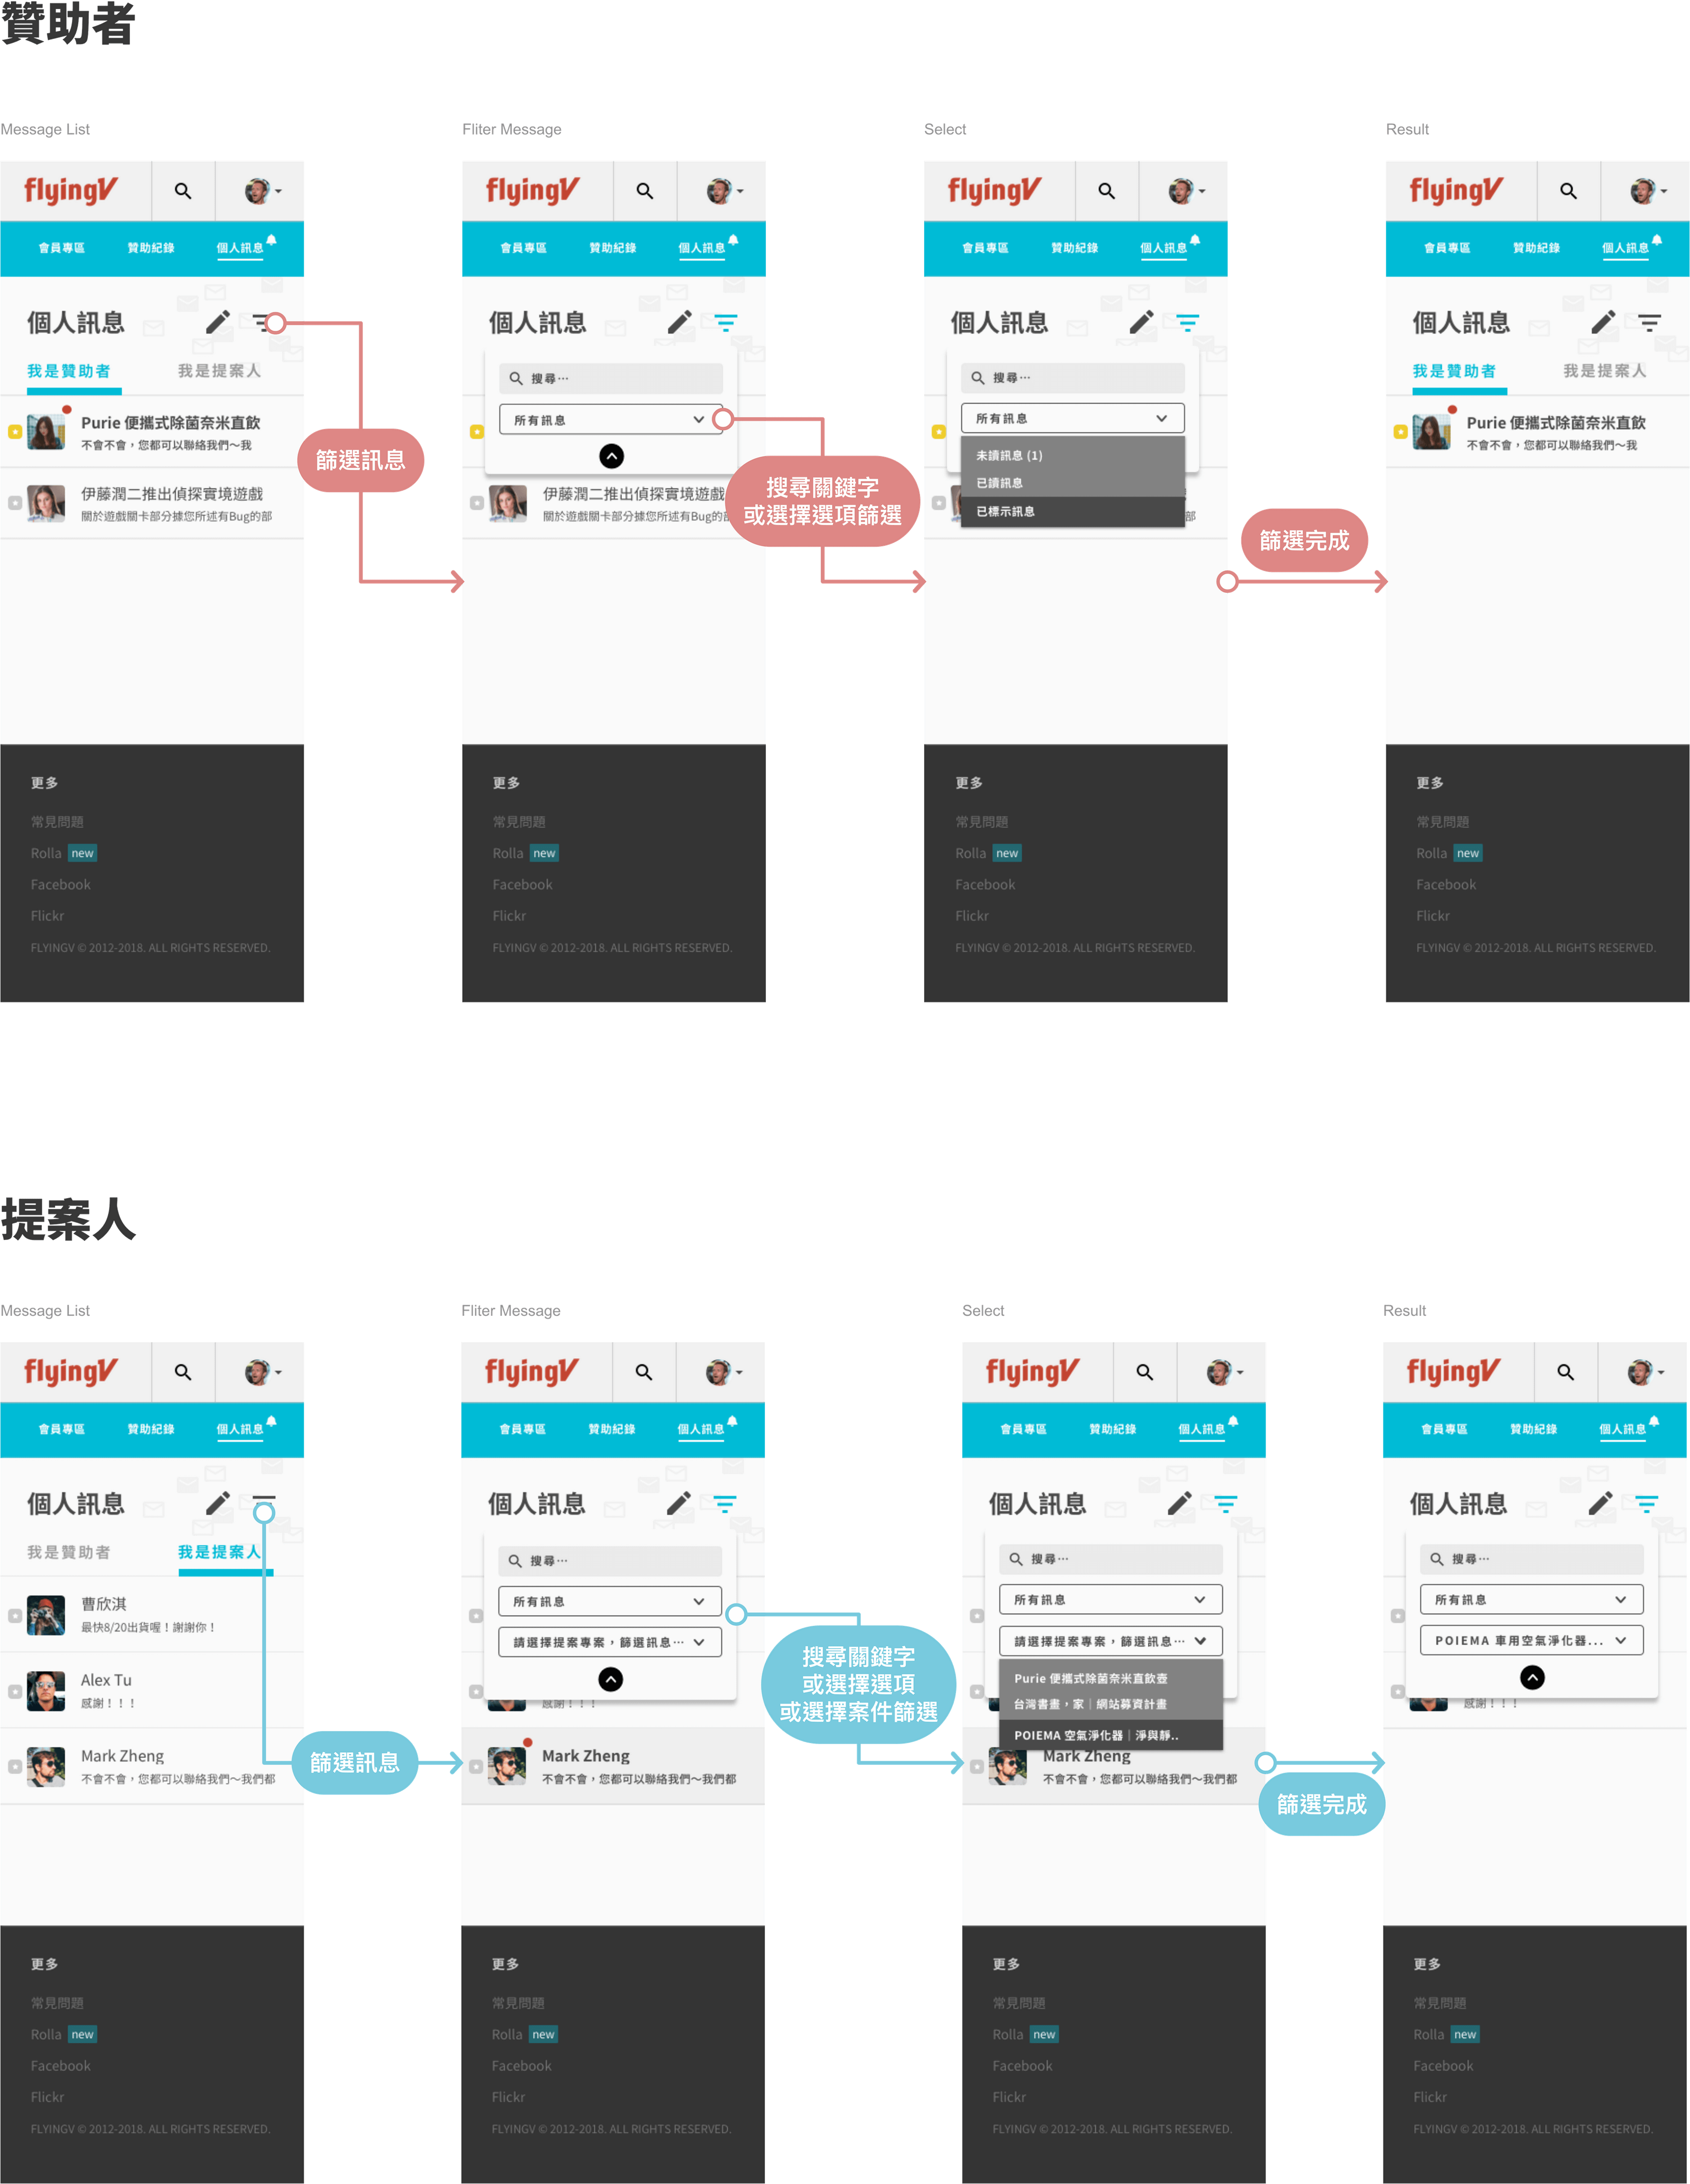 贊助者
Message List
flyingV
會員專區 贊助紀錄 個人訊息
個人訊息
我是贊助者 我是提案人
Purie 便攜式除菌奈米直飲
不會不會，您都可以聯絡我們～我
伊藤潤二推出偵探實境遊戲
關於遊戲關卡部分據您所述有Bug的部
更多
常見問題
Rolla new
Facebook
Flickr
FLYINGV © 2012-2018. ALL RIGHTS RESERVED.
篩選訊息
Fliter Message
flyingV
會員專區 贊助紀錄 個人訊息
個人訊息
搜尋⋯
所有訊息
伊藤潤二推出偵探實境遊戲
關於遊戲關卡部分據您所述有Bug的
更多
常見問題
Rolla new
Facebook
Flickr
FLYINGV © 2012-2018. ALL RIGHTS RESERVED.
搜尋關鍵字
或選擇選項篩選
Select
flyingV
會員專區 贊助紀錄 個人訊息
個人訊息
搜尋⋯
所有訊息
未讀訊息 (1)
已讀訊息
已標示訊息
部
更多
常見問題
Rolla new
Facebook
Flickr
FLYINGV © 2012-2018. ALL RIGHTS RESERVED.
篩選完成
Result
flyingV
會員專區 贊助紀錄 個人訊息
個人訊息
我是贊助者 我是提案人
Purie 便攜式除菌奈米直飲
不會不會，您都可以聯絡我們～我
更多
常見問題
Rolla new
Facebook
Flickr
FLYINGV © 2012-2018. ALL RIGHTS RESERVED.
提案人
Message List
flyingV
會員專區 贊助紀錄 個人訊息
個人訊息
我是贊助者 我是提案人
曹欣淇
最快8/20出貨喔！謝謝你！
Alex Tu
感謝！！！
Mark Zheng
不會不會，您都可以聯絡我們～我們都
更多
常見問題
Rolla new
Facebook
Flickr
FLYINGV © 2012-2018. ALL RIGHTS RESERVED.
篩選訊息
Fliter Message
flyingV
會員專區 贊助紀錄 個人訊息
個人訊息
搜尋⋯
所有訊息
請選擇提案專案，篩選訊息⋯
感謝！！！
Mark Zheng
不會不會，您都可以聯絡我們～我們都
更多
常見問題
Rolla new
Facebook
Flickr
FLYINGV © 2012-2018. ALL RIGHTS RESERVED.
搜尋關鍵字
或選擇選項
或選擇案件篩選
Select
flyingV
會員專區 贊助紀錄 個人訊息
個人訊息
搜尋⋯
所有訊息
請選擇提案專案，篩選訊息⋯
Purie 便攜式除菌奈米直飲壺
台灣書畫，家｜網站募資計畫
POIEMA 空氣淨化器｜淨與靜..
Mark Zheng
不會不會，您都可以聯絡我們～我們都
更多
常見問題
Rolla new
Facebook
Flickr
FLYINGV © 2012-2018. ALL RIGHTS RESERVED.
篩選完成
Result
flyingV
會員專區 贊助紀錄 個人訊息
個人訊息
搜尋⋯
所有訊息
POIEMA 車用空氣淨化器...
感謝！！！
更多
常見問題
Rolla new
Facebook
Flickr
FLYINGV © 2012-2018. ALL RIGHTS RESERVED.